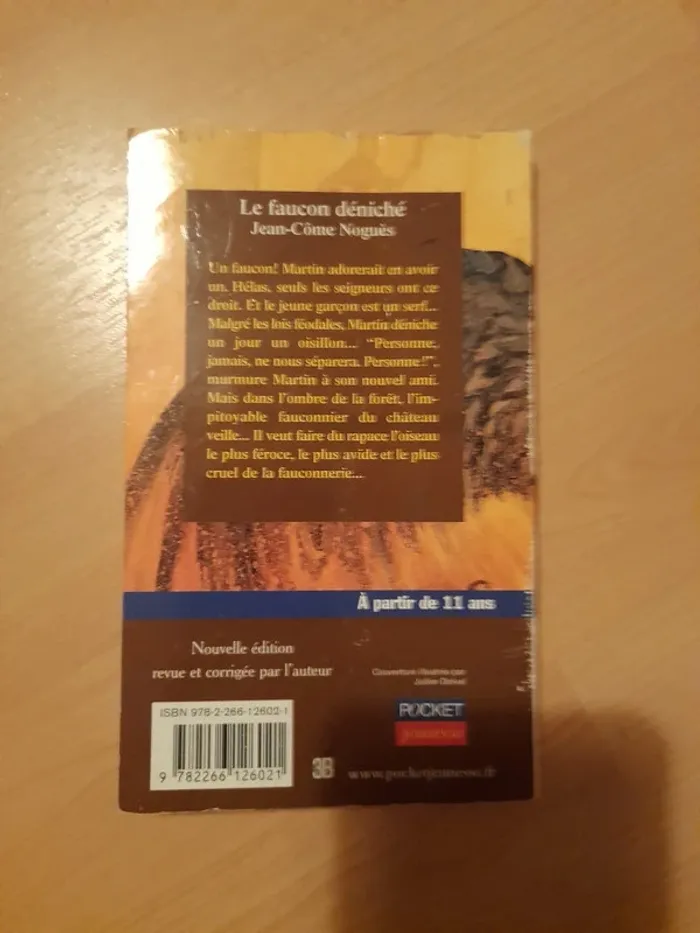 Le faucon déniché
Jean-Côme Noguès
Un faucon! Martin adorerait en avoir
un. Hélas, seuls les seigneurs ont ce
droit. Et le jeune garçon est un serf...
Malgré les lois féodales, Martin déniche
un jour un oisillon... “Personne,
jamais, ne nous séparera. Personne!”,
murmure Martin à son nouvel ami.
Mais dans l'ombre de la forêt, l'im-
pitoyable fauconnier du château
veille... Il veut faire du rapace l'oiseau
le plus féroce, le plus avide et le plus
cruel de la fauconnerie...
À partir de 11 ans
Nouvelle édition
revue et corrigée par l'auteur
Couverture illustrée par
ISBN 978-2-266-12602-1
9 782266 126021
POCKET
jeunesse
3B
www.pocketjeunesse.fr